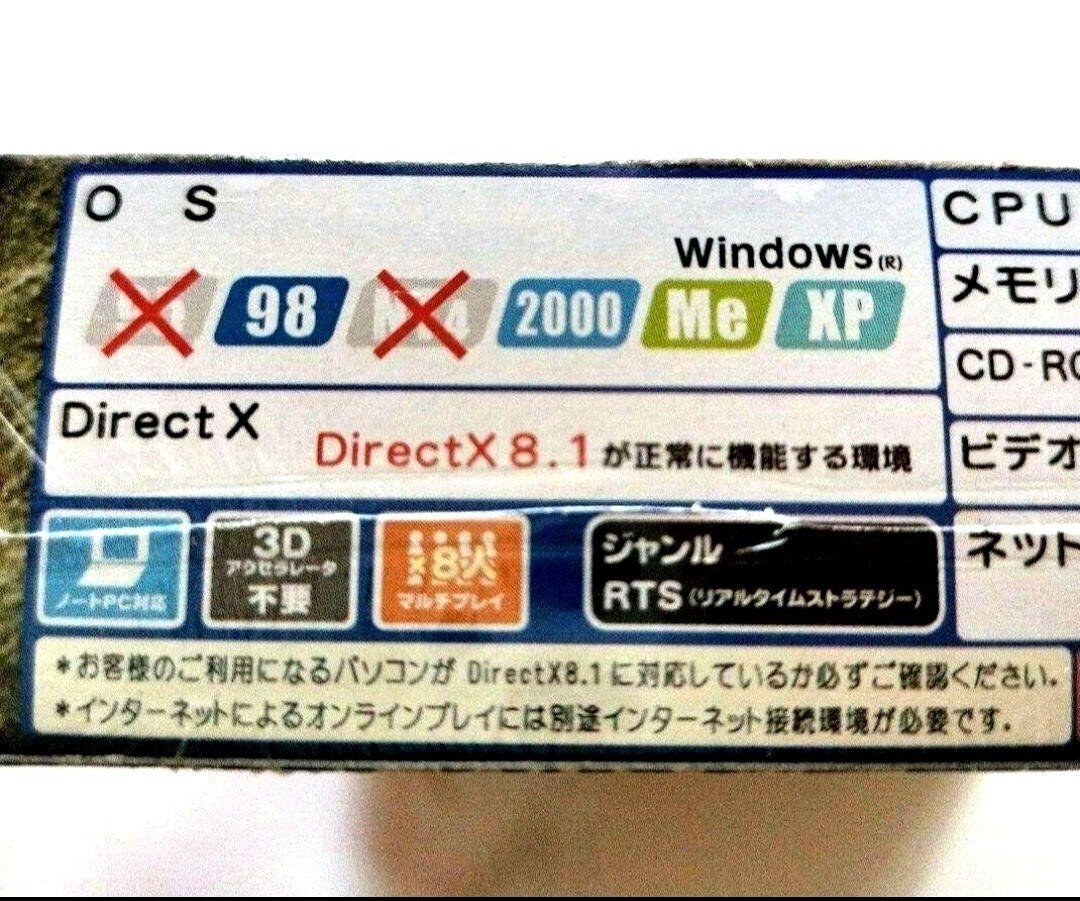 O S
Windows(R)
98 2000 Me XP
DirectX
DirectX8.1が正常に機能する環境
ノートPC対応
3D
アクセラレータ
不要
8人
マルチプレイ
ジャンル
RTS(リアルタイムストラテジー)
*お客様のご利用になるパソコンが DirectX8.1に対応しているか必ずご確認ください.
*インターネットによるオンラインプレイには別途インターネット接続環境が必要です.
CPU
メモリ
CD-RO
ビデオ
ネット